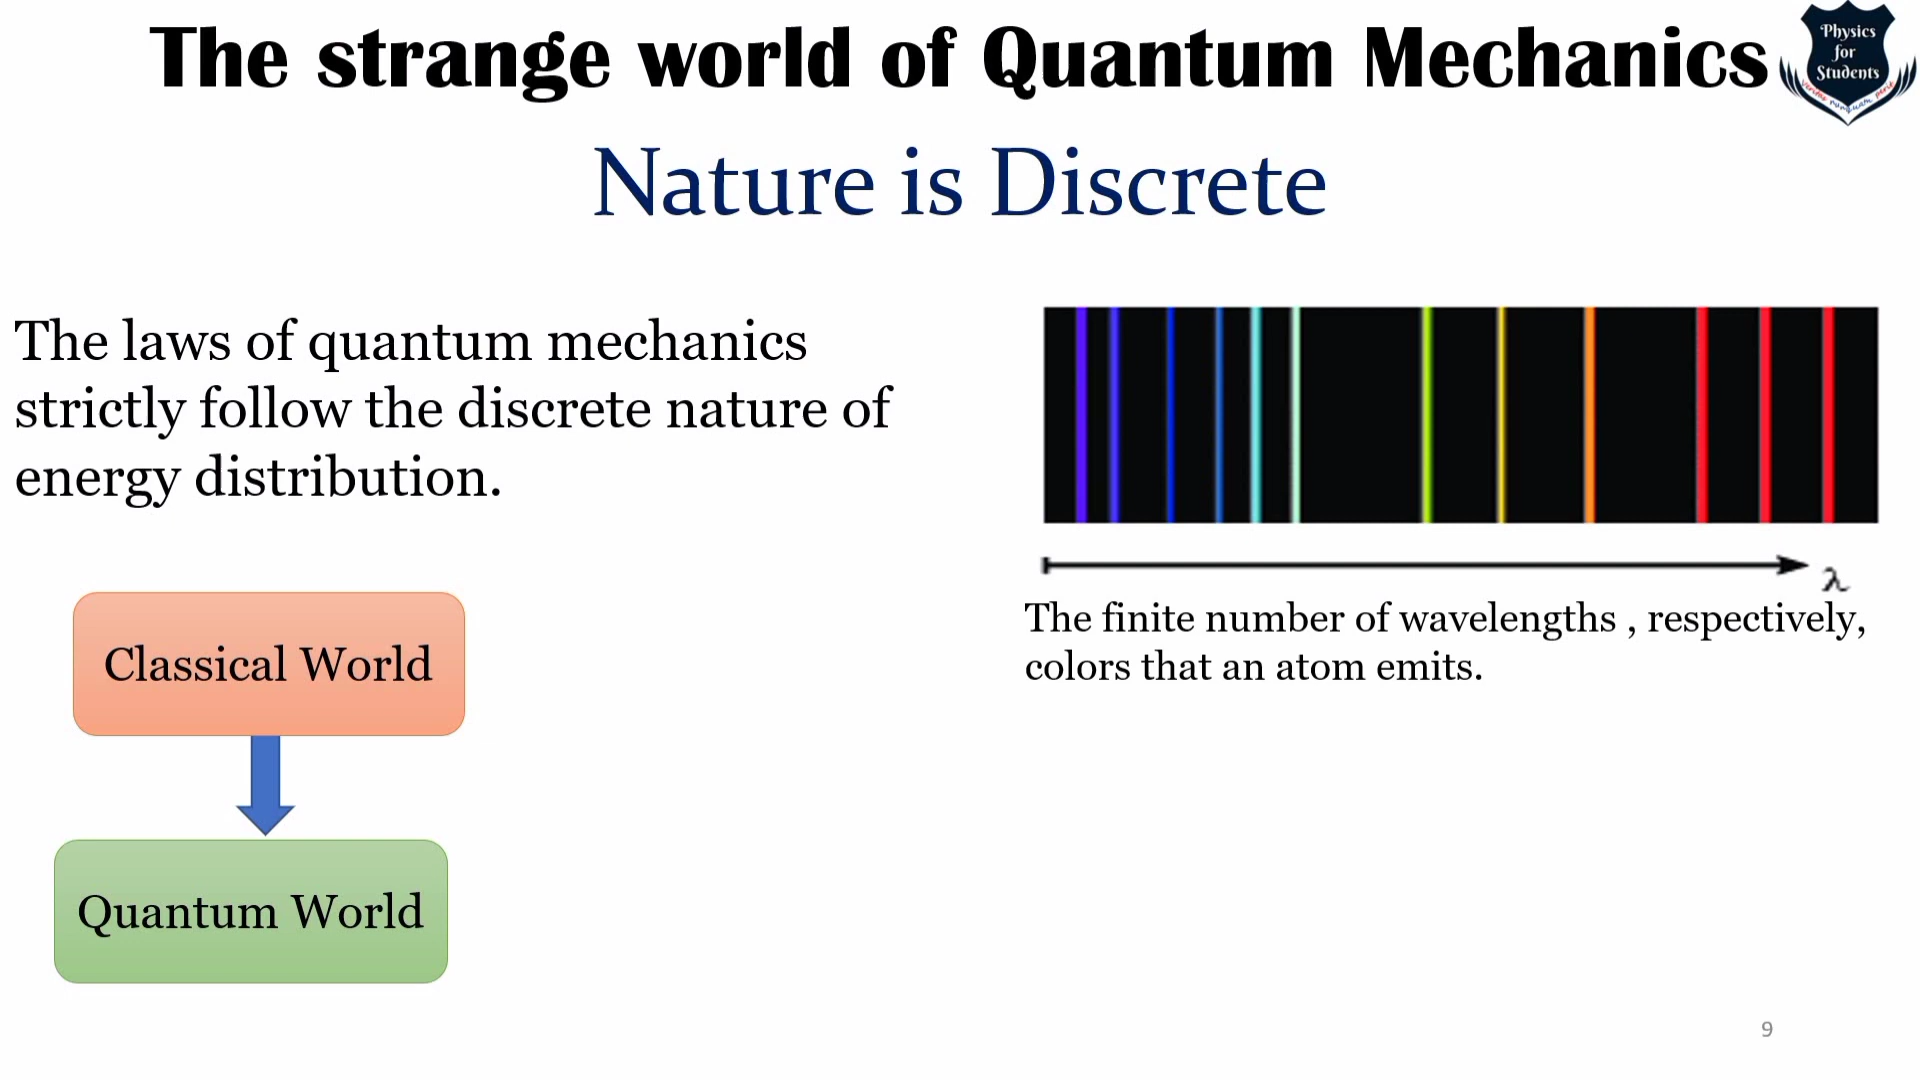 The strange world of Quantum Mechanics
Physics
for
Students
Nature is Discrete
The laws of quantum mechanics
strictly follow the discrete nature of
energy distribution.
λ
The finite number of wavelengths , respectively,
colors that an atom emits.
Classical World
Quantum World
9